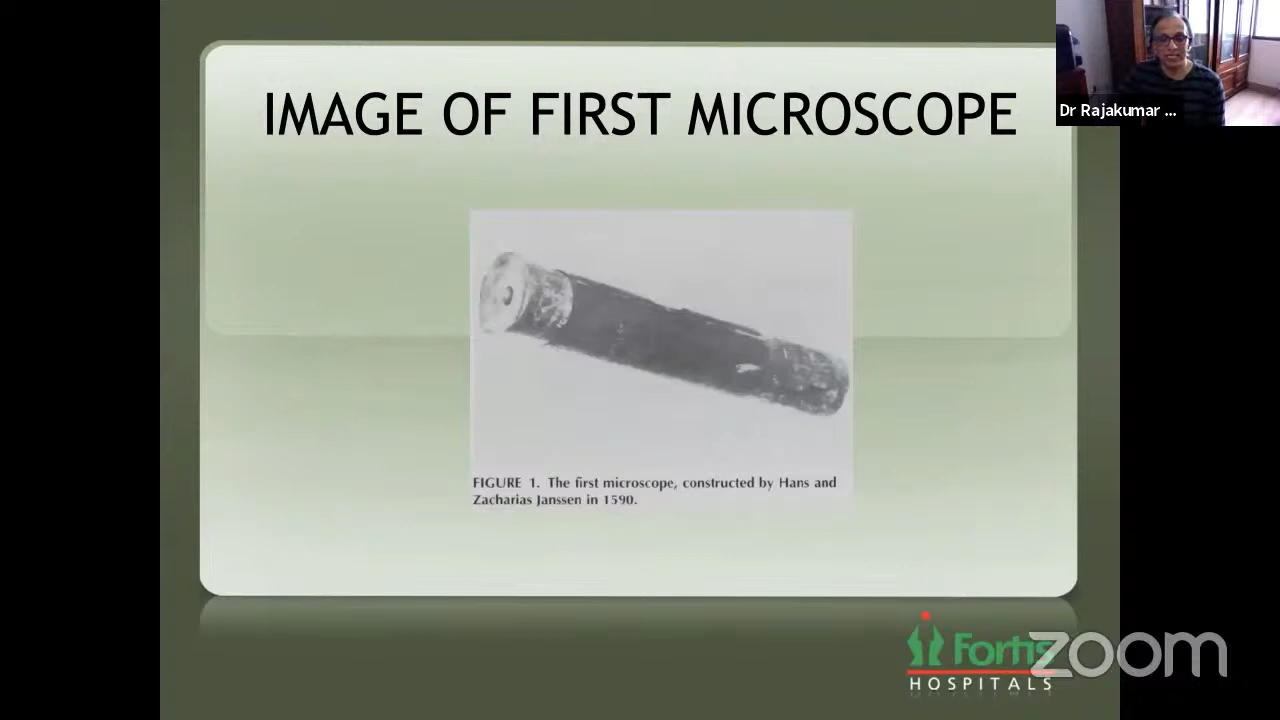 IMAGE OF FIRST MICROSCOPE
Dr Rajakumar ...
FIGURE 1. The first microscope, constructed by Hans and
Zacharias Janssen in 1590.
Fortis
zoom
HOSPITALS